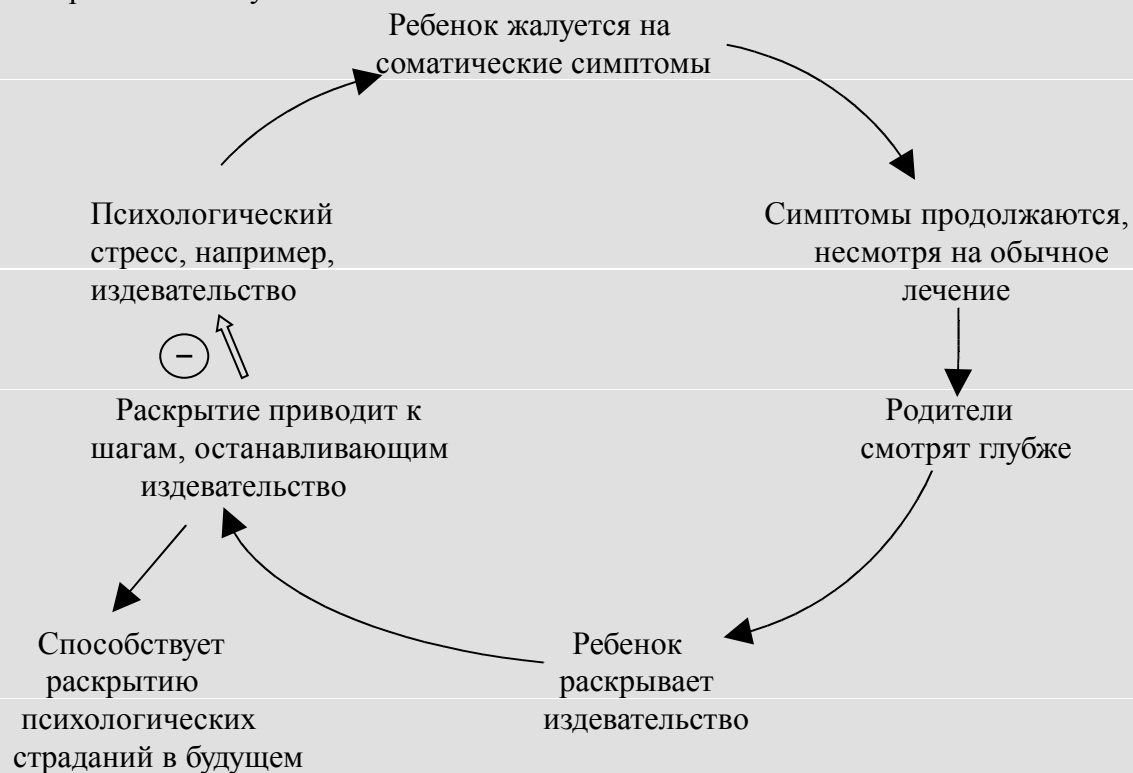 Ребенок жалуется на
соматические симптомы
Симптомы продолжаются,
несмотря на обычное
лечение
Родители
смотрят глубже
Ребенок
раскрывает
издевательство
Раскрытие приводит к
шагам, останавливающим
издевательство
–
Способствует
раскрытию
психологических
страданий в будущем
Психологический
стресс, например,
издевательство